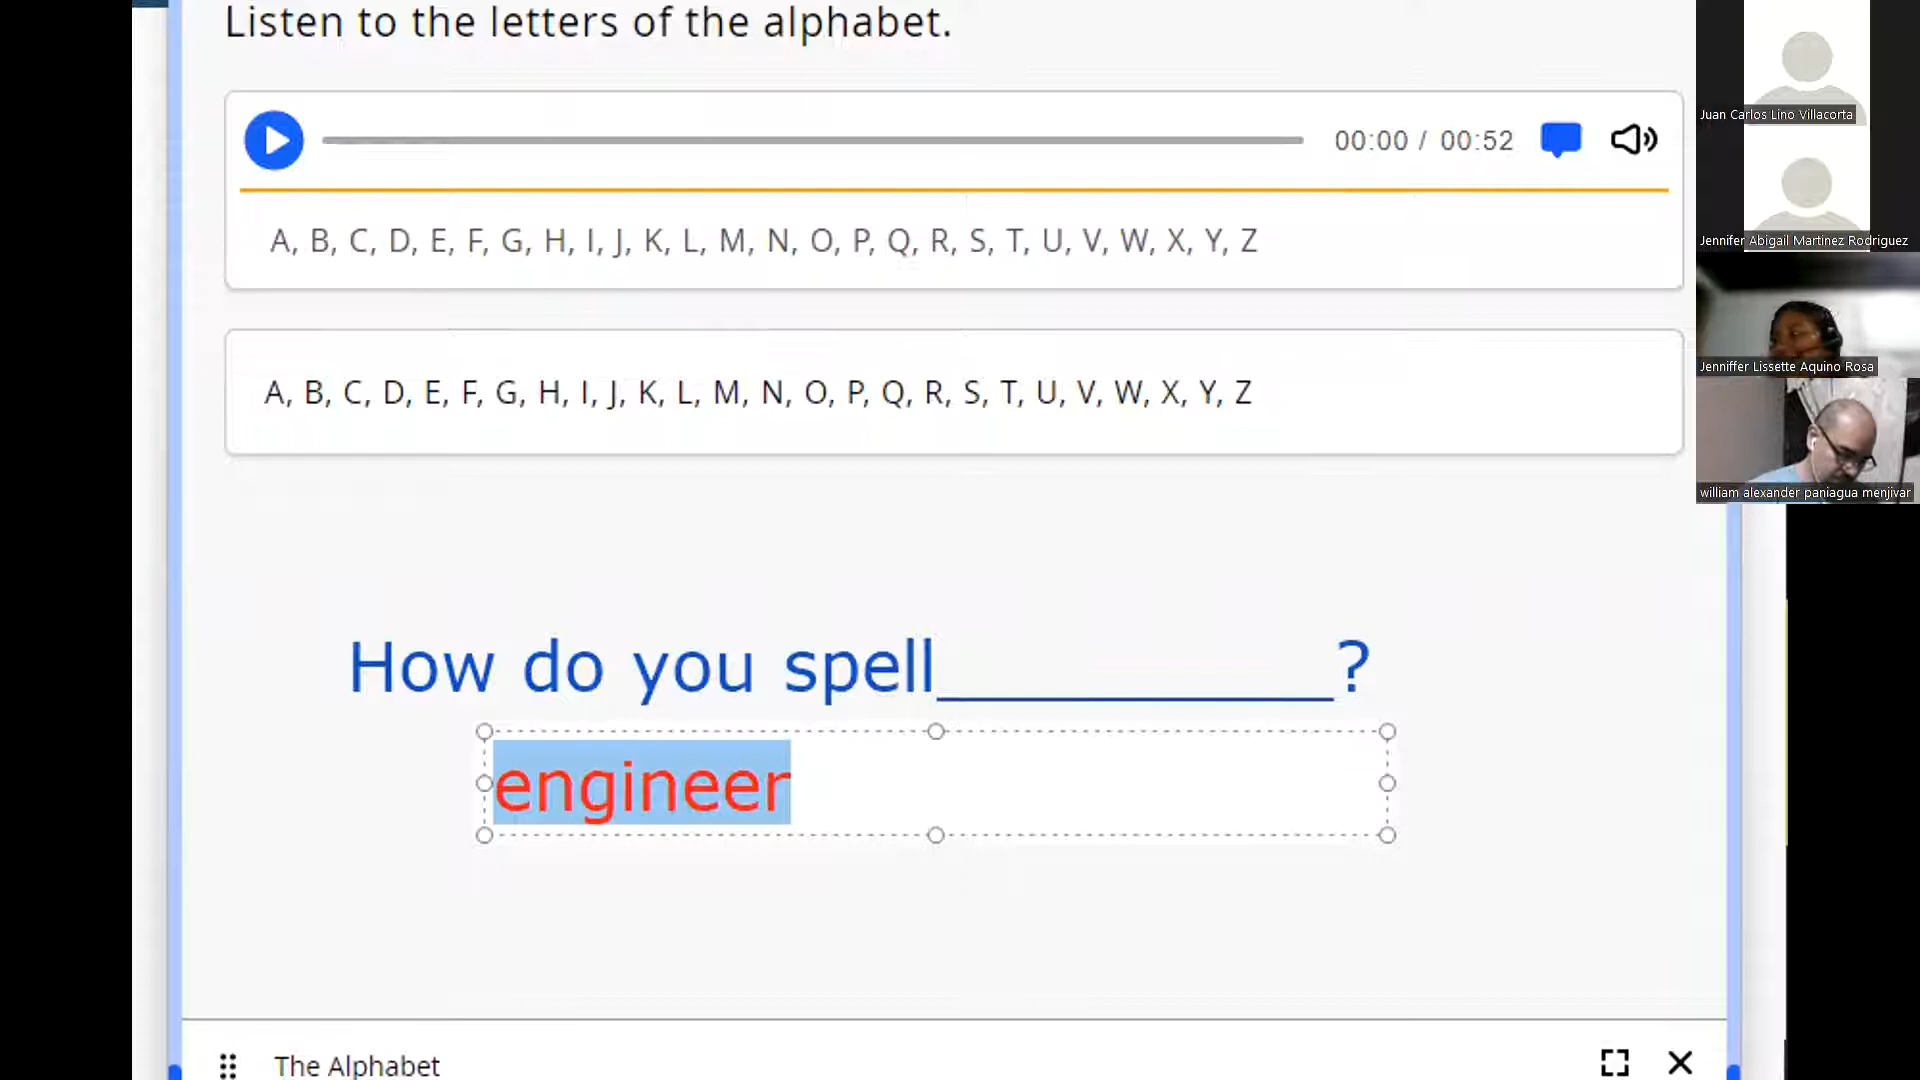 Listen to the letters of the alphabet.
00:00 / 00:52
A, B, C, D, E, F, G, H, I, J, K, L, M, N, O, P, Q, R, S, T, U, V, W, X, Y, Z
A, B, C, D, E, F, G, H, I, J, K, L, M, N, O, P, Q, R, S, T, U, V, W, X, Y, Z
How do you spell___________?
engineer
The Alphabet
Juan Carlos Lino Villacorta
Jennifer Abigail Martinez Rodriguez
Jenniffer Lissette Aquino Rosa
william alexander paniagua menjivar